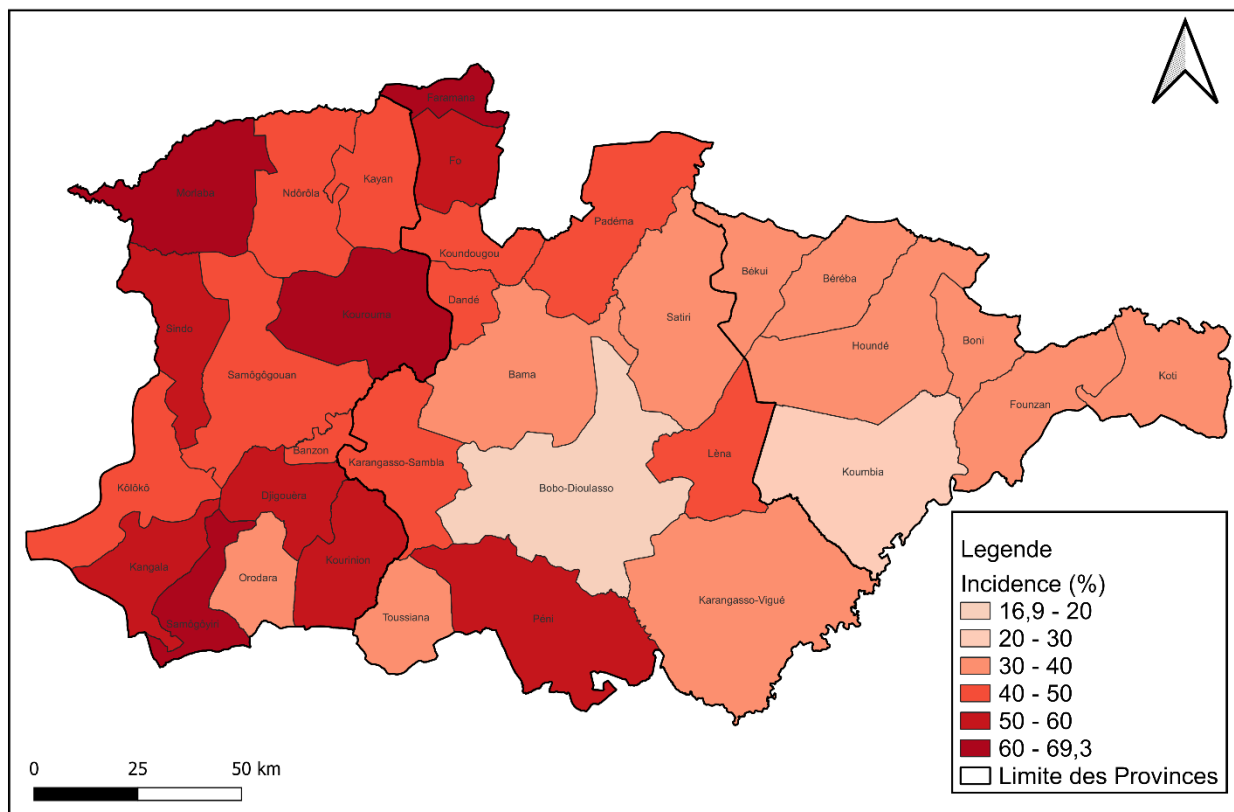 Faramana
Fo
Morolaba
Ndôrôla
Kayan
Padéma
Koundougou
Békui
Béréba
Dandé
Satiri
Sindo
Houndé
Boni
Samôgôgouan
Bama
Koti
Founzan
Banzon
Karangasso-Sambla
Lèna
Koumbia
Kôlôkô
Djigouéra
Bobo-Dioulasso
Kangala
Kourinion
Orodara
Toussiana
Péni
Karangasso-Vigué
Legende
Incidence (%)
16,9 - 20
20 - 30
30 - 40
40 - 50
50 - 60
60 - 69,3
Limite des Provinces
0 25 50 km